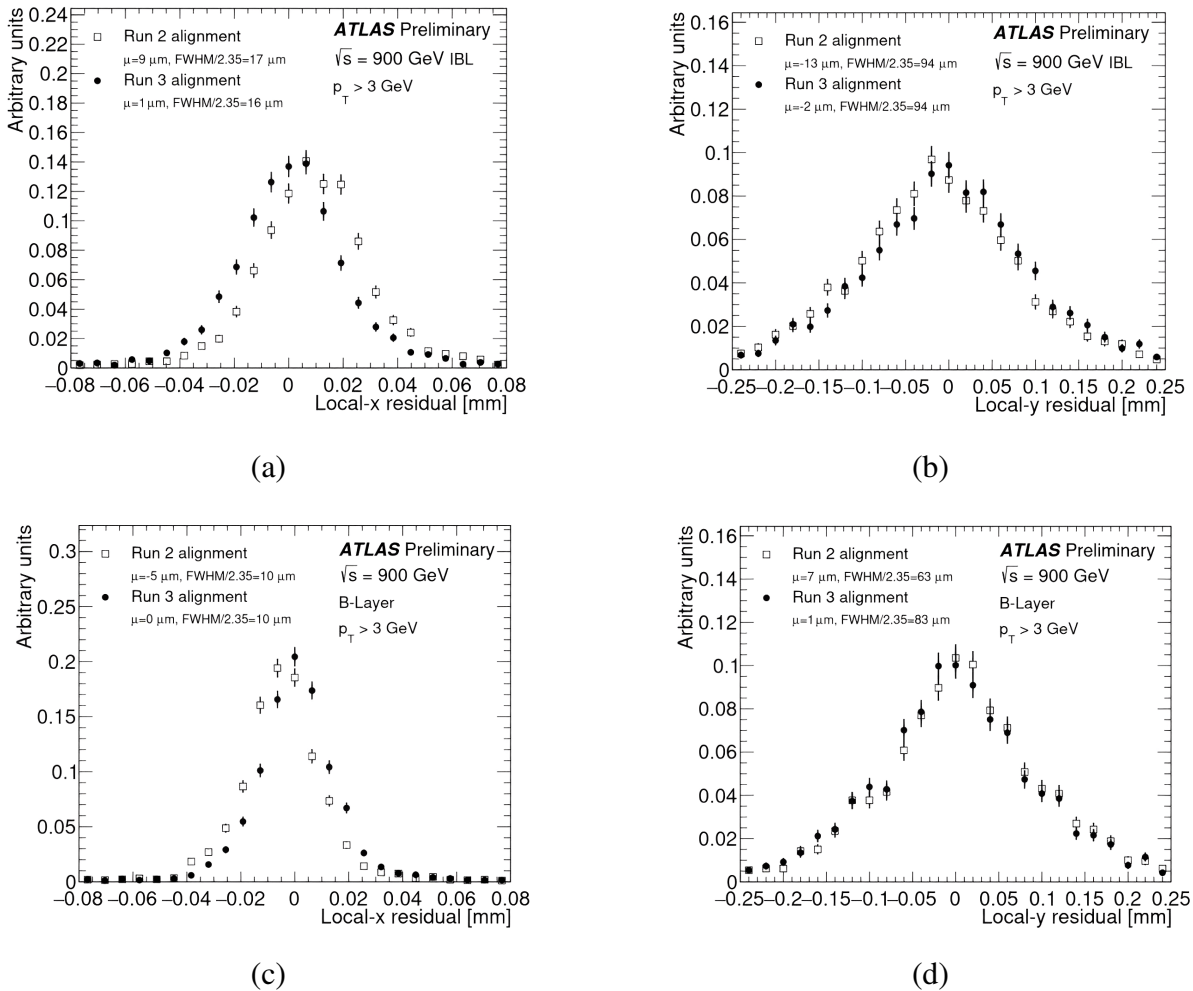 Arbitrary units
0.24
0.22
0.2
0.18
0.16
0.14
0.12
0.1
0.08
0.06
0.04
0.02
0
Run 2 alignment
μ=9 μm, FWHM/2.35=17 μm
Run 3 alignment
μ=1 μm, FWHM/2.35=16 μm
ATLAS Preliminary
√s = 900 GeV IBL
p_T > 3 GeV
−0.08 −0.06 −0.04 −0.02 0 0.02 0.04 0.06 0.08
Local-x residual [mm]
(a)
Arbitrary units
0.16
0.14
0.12
0.1
0.08
0.06
0.04
0.02
0
Run 2 alignment
μ=-13 μm, FWHM/2.35=94 μm
Run 3 alignment
μ=-2 μm, FWHM/2.35=94 μm
ATLAS Preliminary
√s = 900 GeV IBL
p_T > 3 GeV
−0.25 −0.2 −0.15 −0.1 −0.05 0 0.05 0.1 0.15 0.2 0.25
Local-y residual [mm]
(b)
Arbitrary units
0.3
0.25
0.2
0.15
0.1
0.05
0
Run 2 alignment
μ=-5 μm, FWHM/2.35=10 μm
Run 3 alignment
μ=0 μm, FWHM/2.35=10 μm
ATLAS Preliminary
√s = 900 GeV
B-Layer
p_T > 3 GeV
−0.08 −0.06 −0.04 −0.02 0 0.02 0.04 0.06 0.08
Local-x residual [mm]
(c)
Arbitrary units
0.16
0.14
0.12
0.1
0.08
0.06
0.04
0.02
0
Run 2 alignment
μ=7 μm, FWHM/2.35=63 μm
Run 3 alignment
μ=1 μm, FWHM/2.35=83 μm
ATLAS Preliminary
√s = 900 GeV
B-Layer
p_T > 3 GeV
−0.25 −0.2 −0.15 −0.1 −0.05 0 0.05 0.1 0.15 0.2 0.25
Local-y residual [mm]
(d)